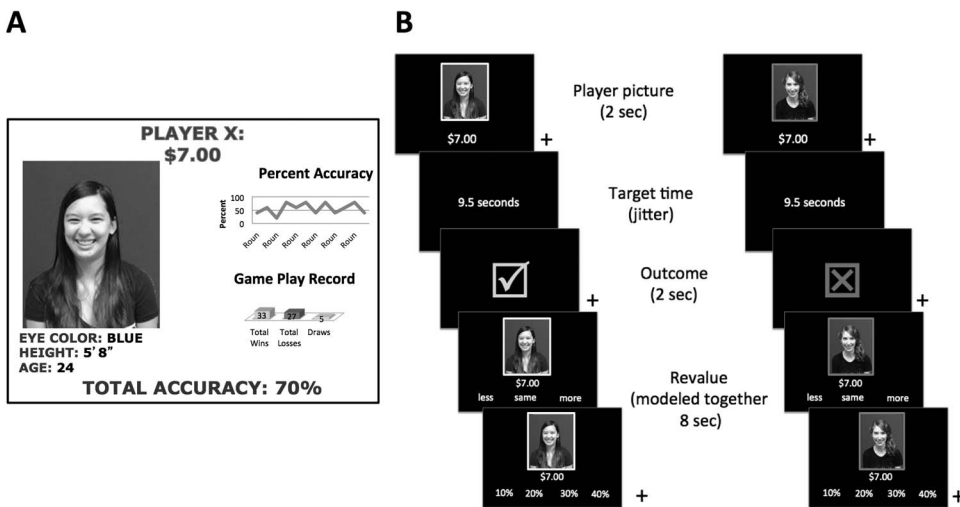 A
PLAYER X:
$7.00
Percent Accuracy
Percent
100
50
0
Roun Roun Roun Roun Roun Roun
Game Play Record
33 27 5
Total Wins
Total Losses
Draws
EYE COLOR: BLUE
HEIGHT: 5'8"
AGE: 24
TOTAL ACCURACY: 70%
B
$7.00
+
Player picture
(2 sec)
$7.00
+
9.5 seconds
Target time
(jitter)
9.5 seconds
Outcome
(2 sec)
+
+
$7.00
less same more
Revalue
(modeled together
8 sec)
$7.00
less same more
$7.00
10% 20% 30% 40%
+
$7.00
10% 20% 30% 40%
+